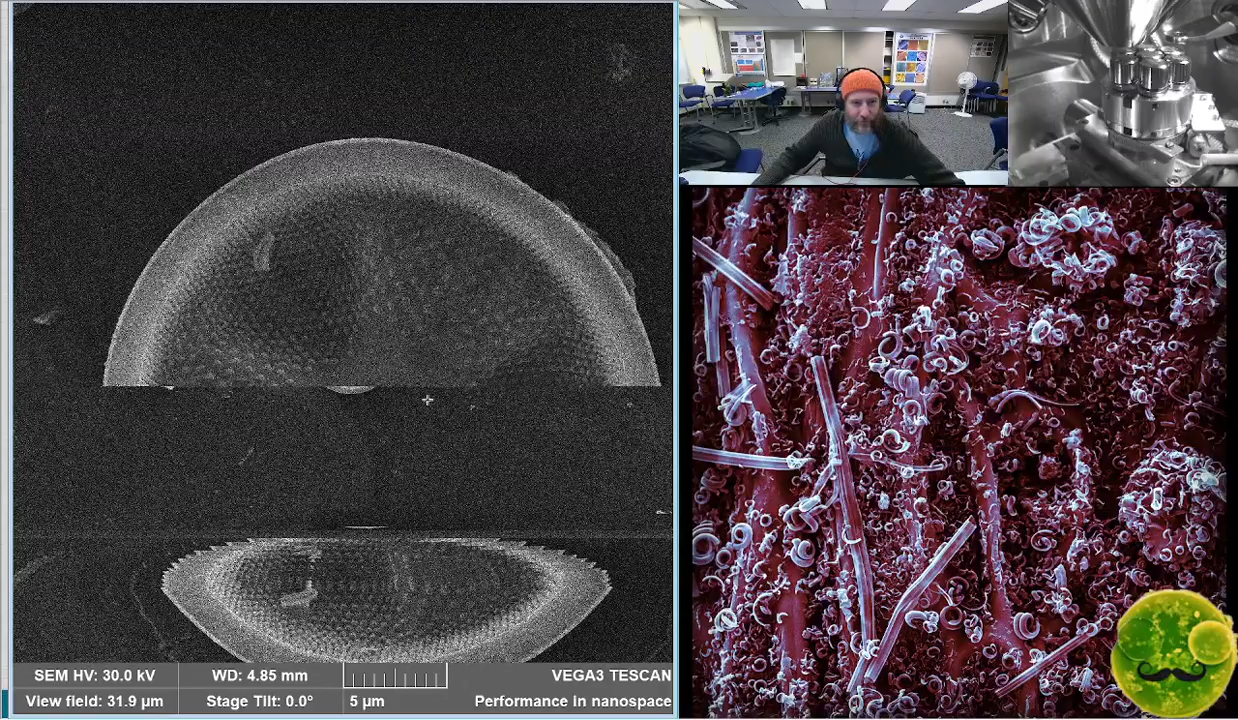 SEM HV: 30.0 kV
WD: 4.85 mm
VEGA3 TESCAN
View field: 31.9 µm
Stage Tilt: 0.0°
5 µm
Performance in nanospace